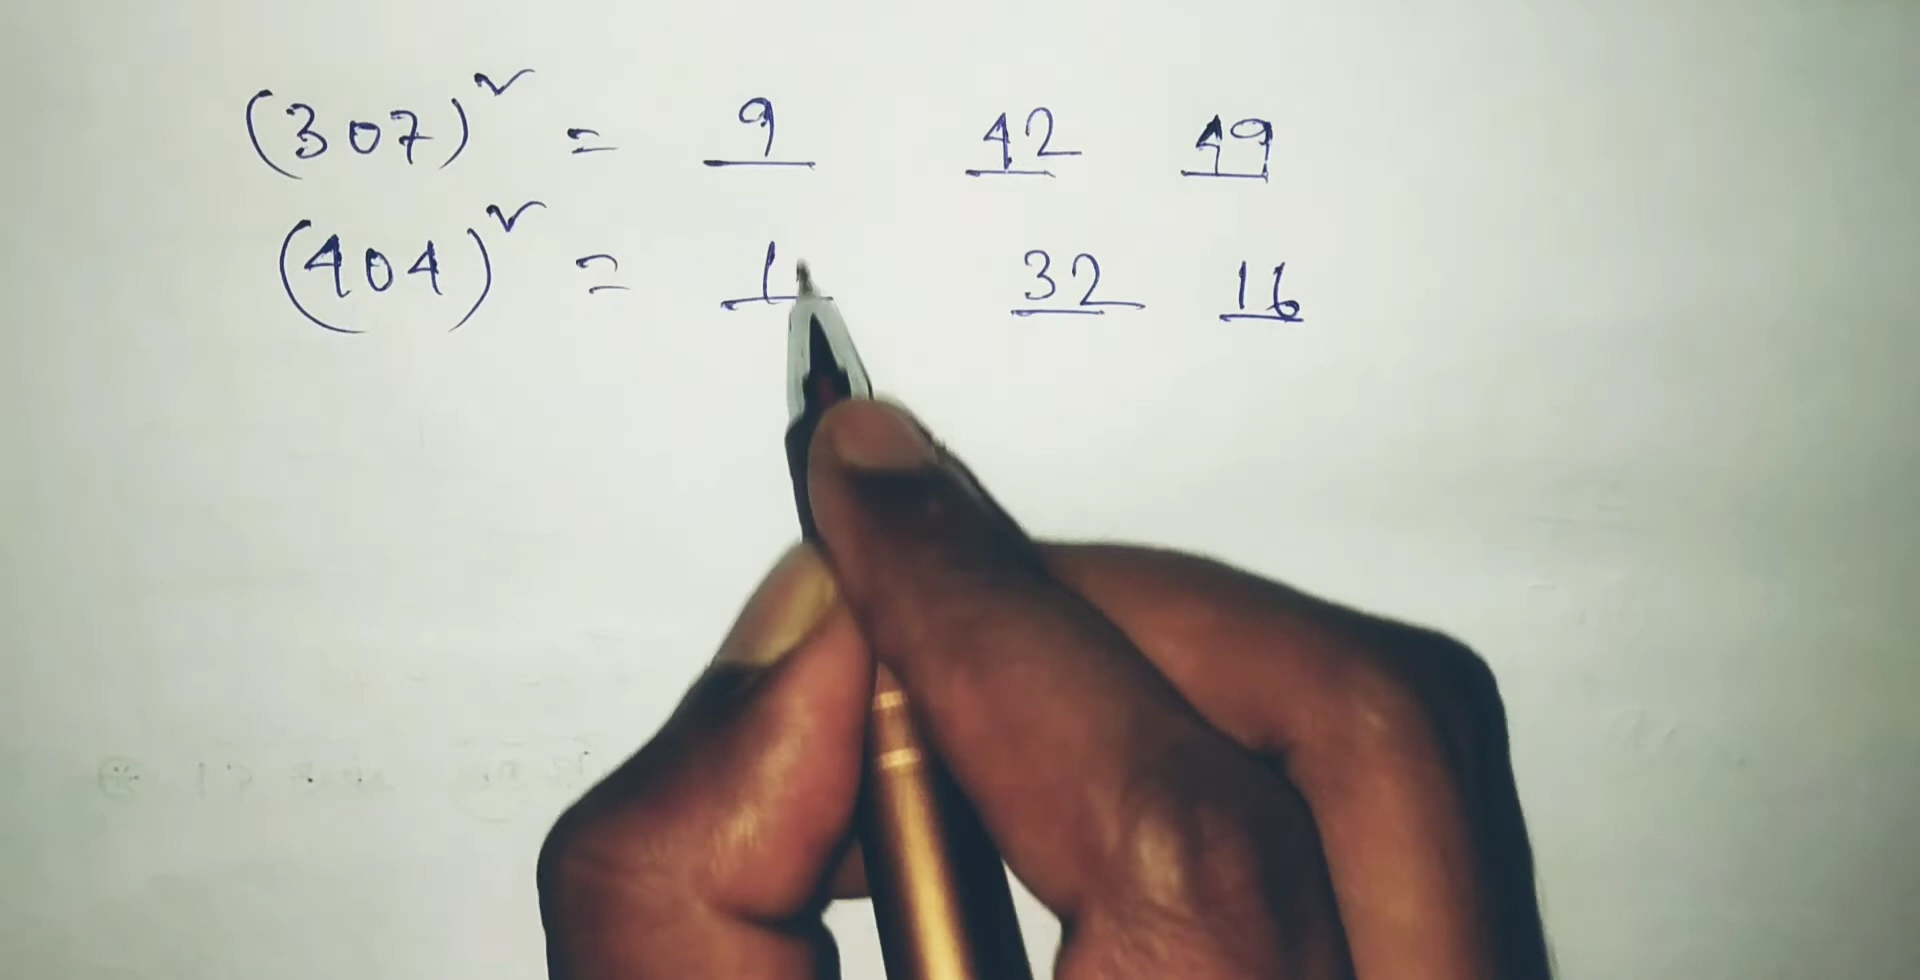 (307)² = 9 42 49
(404)² = 1 32 16